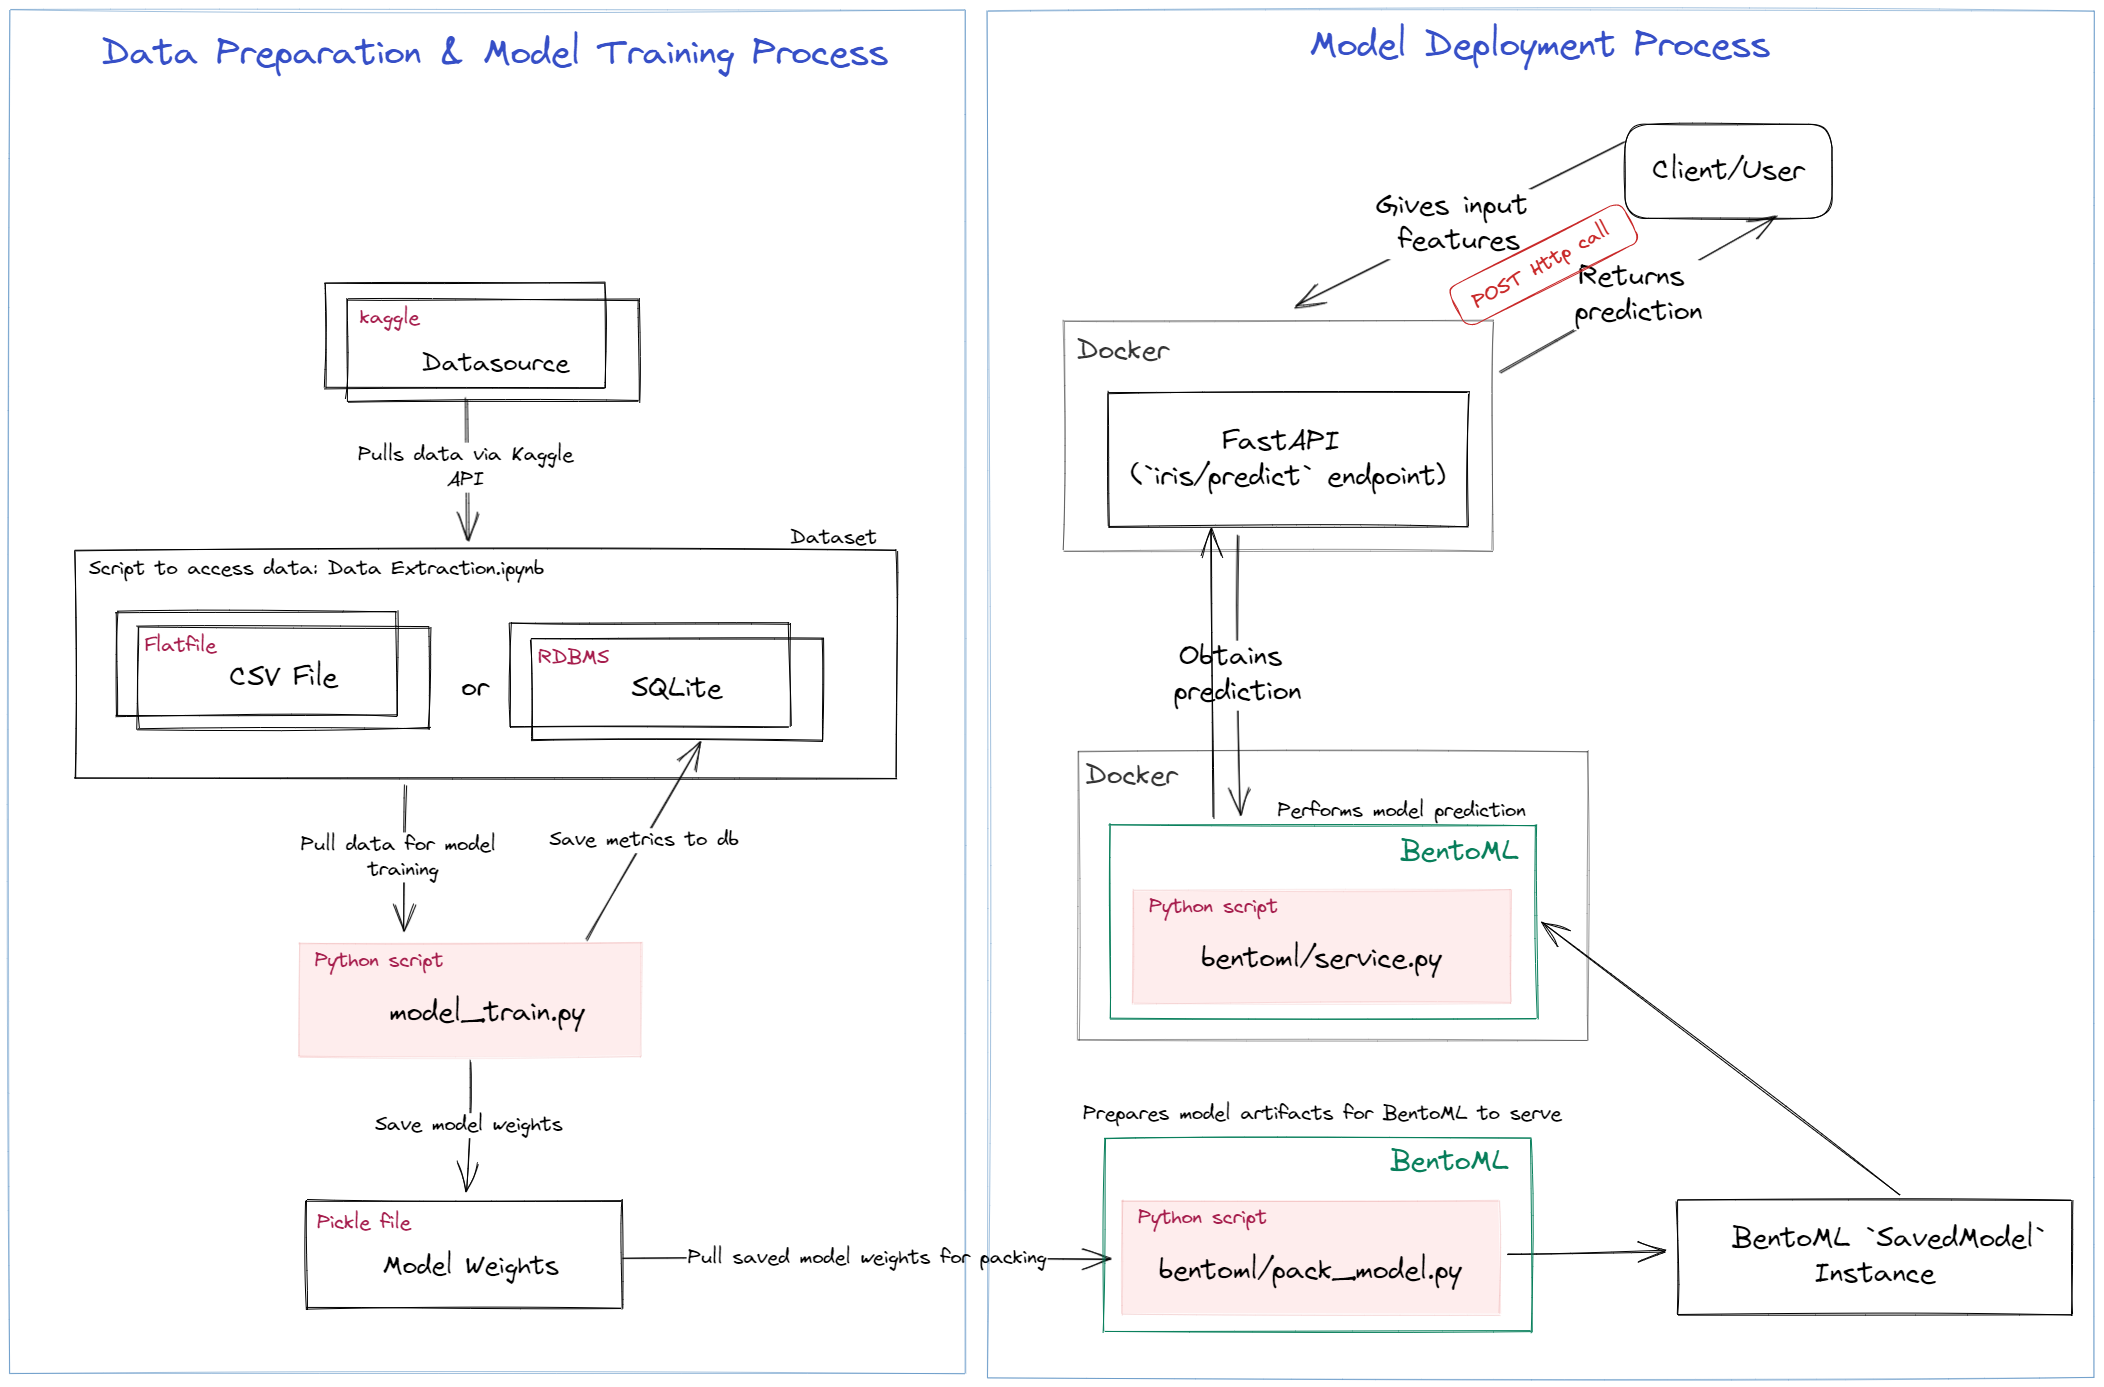 Data Preparation & Model Training Process
kaggle
Datasource
Pulls data via Kaggle
API
Dataset
Script to access data: Data Extraction.ipynb
Flatfile
CSV File
or
RDBMS
SQLite
Pull data for model
training
Save metrics to db
Python script
model_train.py
Save model weights
Pickle file
Model Weights
Pull saved model weights for packing
Model Deployment Process
Client/User
Gives input
features
POST Http call
Returns
prediction
Docker
FastAPI
(`iris/predict` endpoint)
Obtains
prediction
Docker
Performs model prediction
BentoML
Python script
bentoml/service.py
Prepares model artifacts for BentoML to serve
BentoML
Python script
bentoml/pack_model.py
BentoML `SavedModel`
Instance